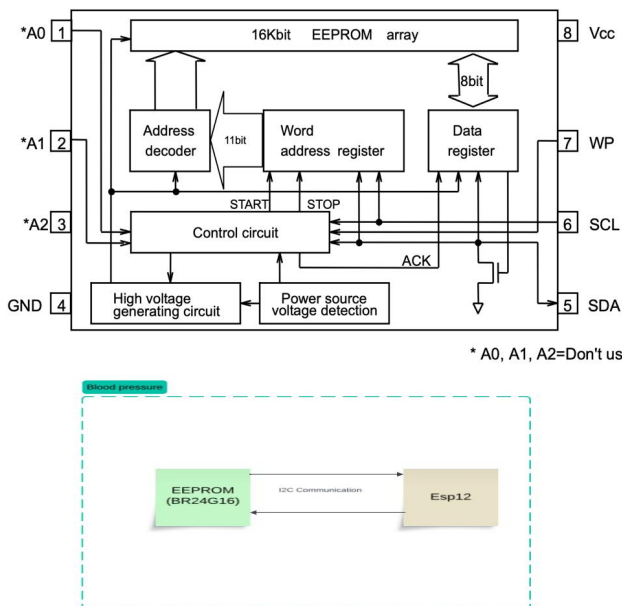 *A0 1
16Kbit EEPROM array
8 Vcc
8bit
*A1 2
Address
decoder
11bit
Word
address register
Data
register
7 WP
START STOP
*A2 3
Control circuit
6 SCL
ACK
GND 4
High voltage
generating circuit
Power source
voltage detection
5 SDA
* A0, A1, A2=Don't us
Blood pressure
EEPROM
(BR24G16)
I2C Communication
Esp12